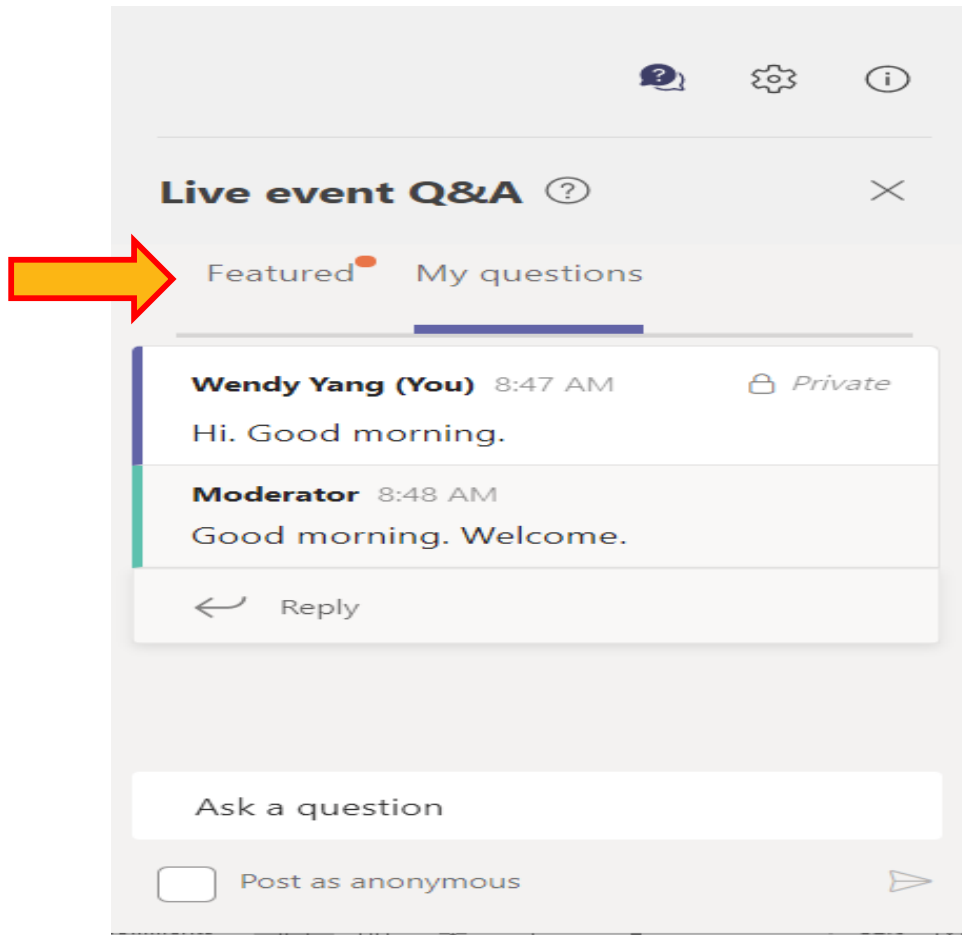 Live event Q&A
Featured My questions
Wendy Yang (You) 8:47 AM Private
Hi. Good morning.
Moderator 8:48 AM
Good morning. Welcome.
Reply
Ask a question
Post as anonymous